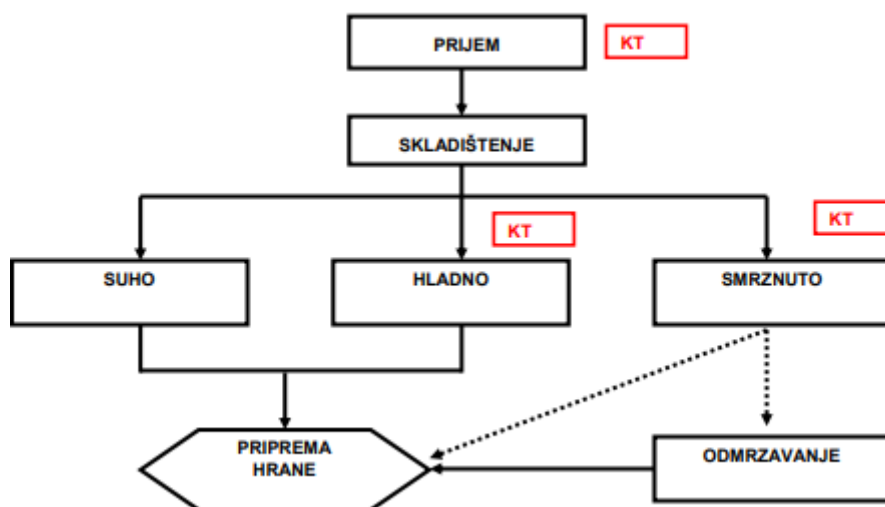 PRIJEM
KT
SKLADIŠTENJE
KT
KT
SUHO
HLADNO
SMRZNUTO
PRIPREMA
HRANE
ODMRZAVANJE